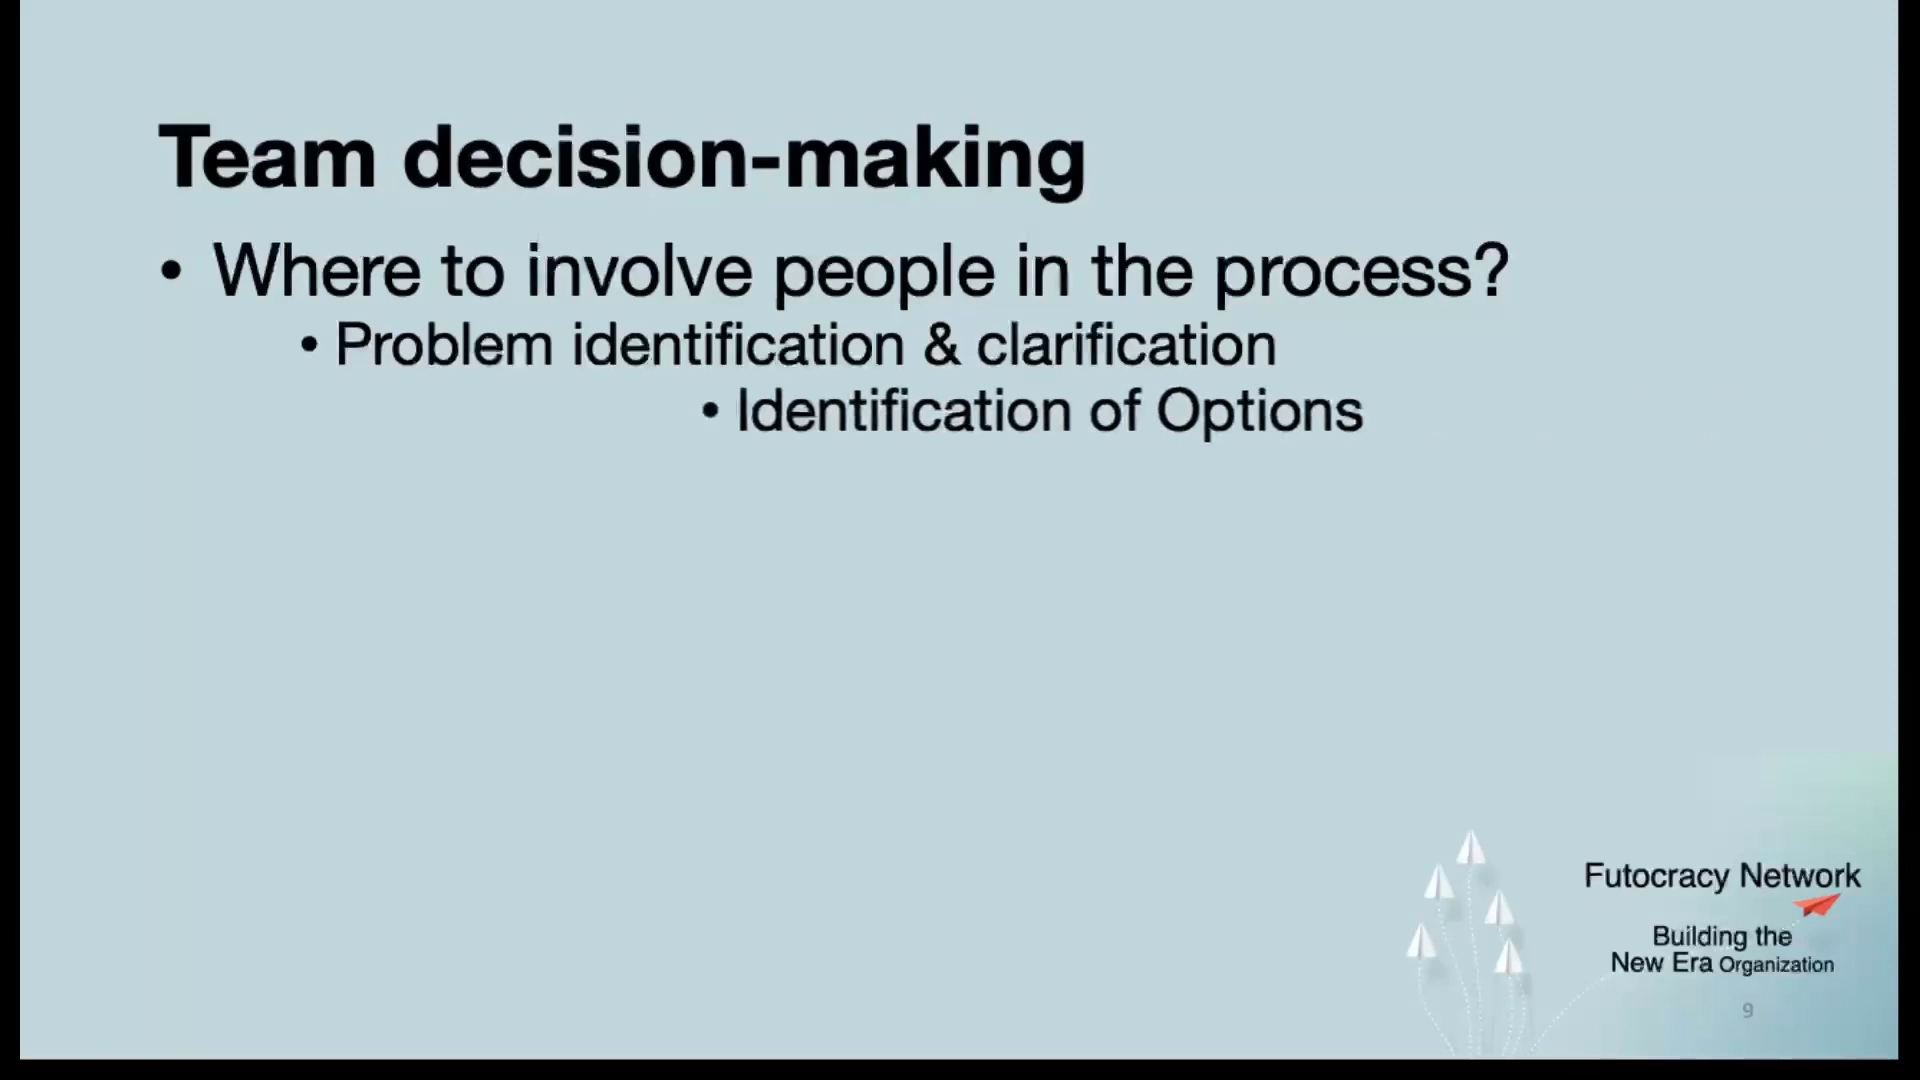 Team decision-making
• Where to involve people in the process?
• Problem identification & clarification
• Identification of Options
Futocracy Network
Building the
New Era Organization
9